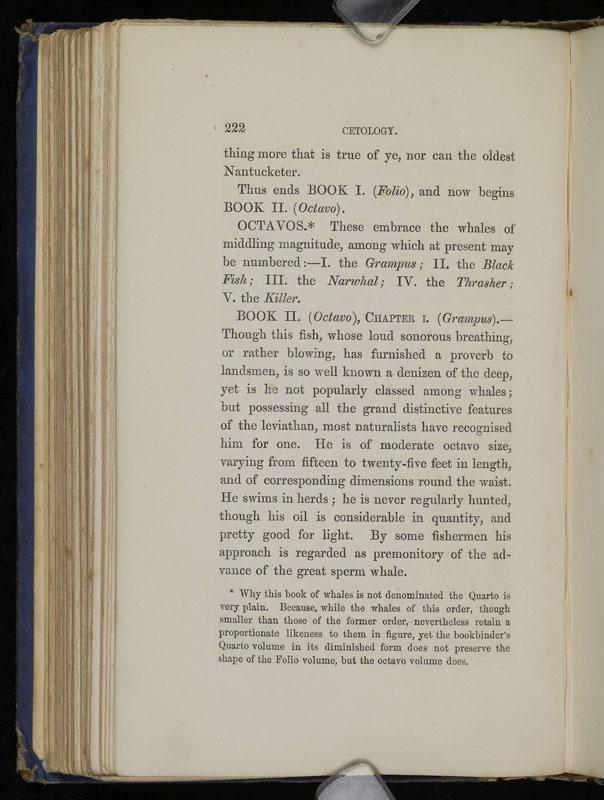 222 CETOLOGY.
thing more that is true of ye, nor can the oldest
Nantucketer.
Thus ends BOOK I. (Folio), and now begins
BOOK II. (Octavo).
OCTAVOS.* These embrace the whales of
middling magnitude, among which at present may
be numbered:—I. the Grampus; II. the Black
Fish; III. the Narwhal; IV. the Thrasher;
V. the Killer.
BOOK II. (Octavo), CHAPTER I. (Grampus).—
Though this fish, whose loud sonorous breathing,
or rather blowing, has furnished a proverb to
landsmen, is so well known a denizen of the deep,
yet is he not popularly classed among whales;
but possessing all the grand distinctive features
of the leviathan, most naturalists have recognised
him for one. He is of moderate octavo size,
varying from fifteen to twenty-five feet in length,
and of corresponding dimensions round the waist.
He swims in herds; he is never regularly hunted,
though his oil is considerable in quantity, and
pretty good for light. By some fishermen his
approach is regarded as premonitory of the ad-
vance of the great sperm whale.
* Why this book of whales is not denominated the Quarto is
very plain. Because, while the whales of this order, though
smaller than those of the former order, nevertheless retain a
proportionate likeness to them in figure, yet the bookbinder's
Quarto volume in its diminished form does not preserve the
shape of the Folio volume, but the octavo volume does.